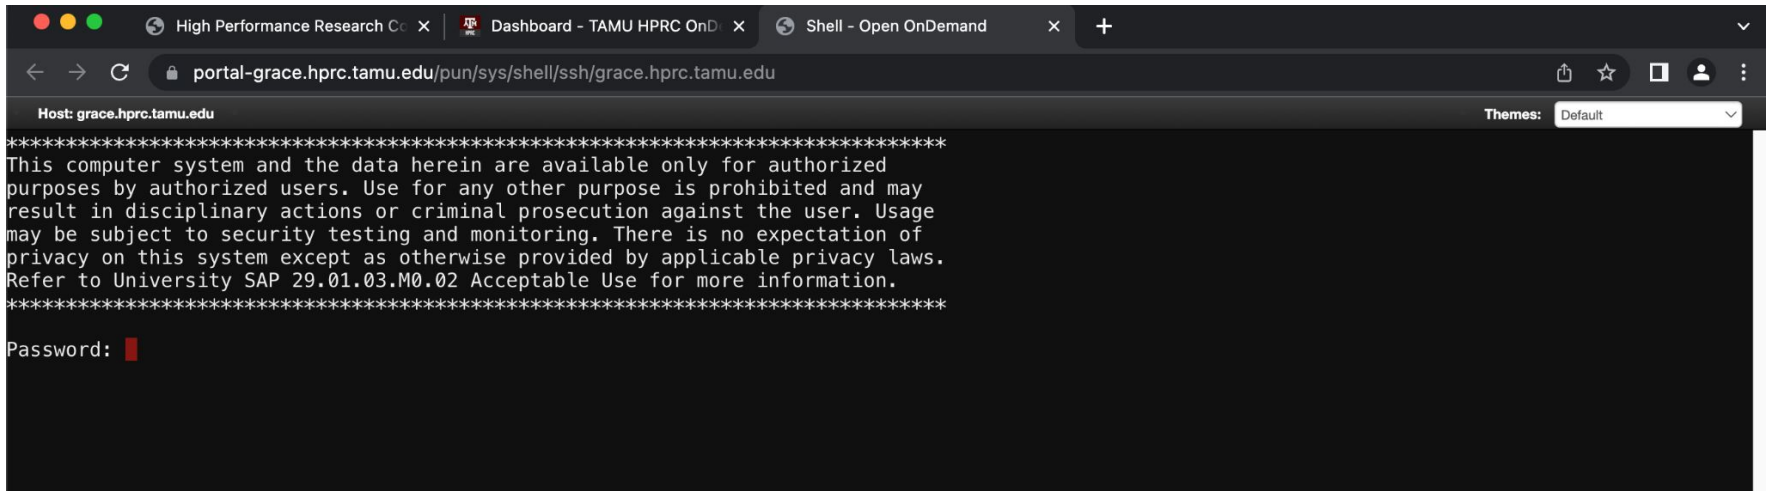 High Performance Research Co
Dashboard - TAMU HPRC OnD
Shell - Open OnDemand
portal-grace.hprc.tamu.edu/pun/sys/shell/ssh/grace.hprc.tamu.edu
Host: grace.hprc.tamu.edu
Themes: Default
*******************************************************************************
This computer system and the data herein are available only for authorized
purposes by authorized users. Use for any other purpose is prohibited and may
result in disciplinary actions or criminal prosecution against the user. Usage
may be subject to security testing and monitoring. There is no expectation of
privacy on this system except as otherwise provided by applicable privacy laws.
Refer to University SAP 29.01.03.M0.02 Acceptable Use for more information.
*******************************************************************************
Password: